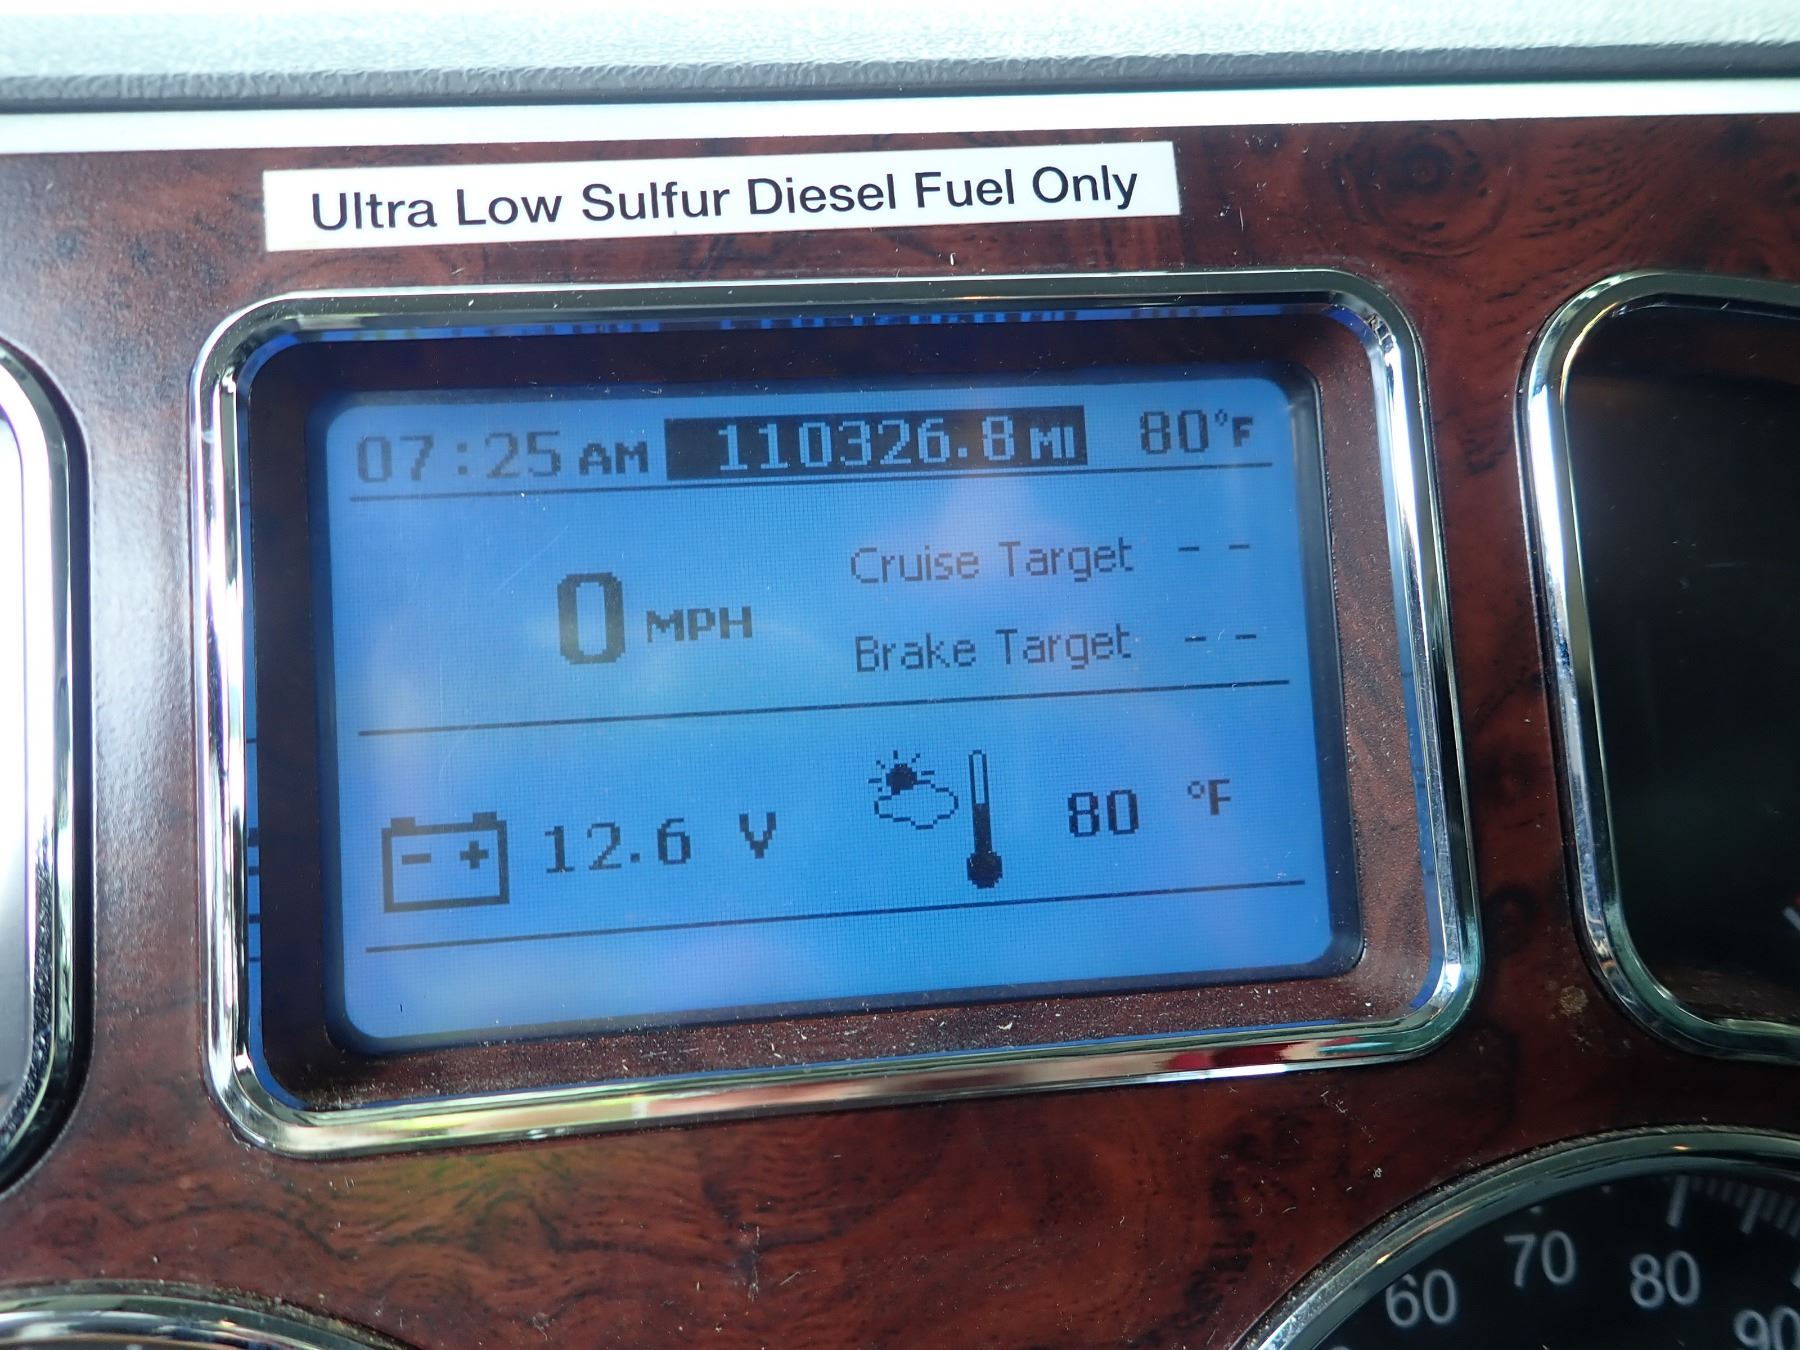 Ultra Low Sulfur Diesel Fuel Only
07:25 AM 110326.8 MI 80°F
Cruise Target - -
0 MPH
Brake Target - -
- + 12.6 V 80 °F
60 70 80 90